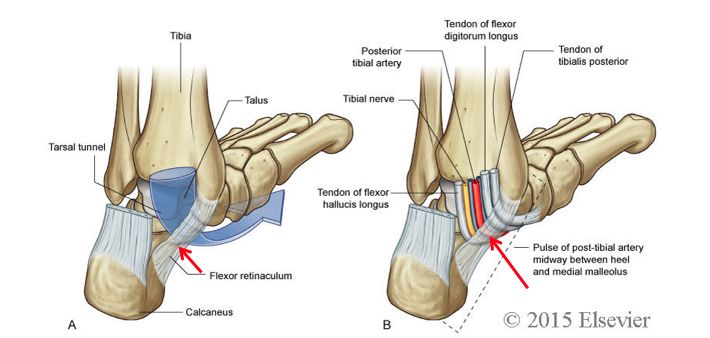 Tibia
Talus
Tarsal tunnel
Flexor retinaculum
Calcaneus
A
Tendon of flexor
digitorum longus
Posterior
tibial artery
Tendon of
tibialis posterior
Tibial nerve
Tendon of flexor
hallucis longus
Pulse of post-tibial artery
midway between heel
and medial malleolus
B
© 2015 Elsevier